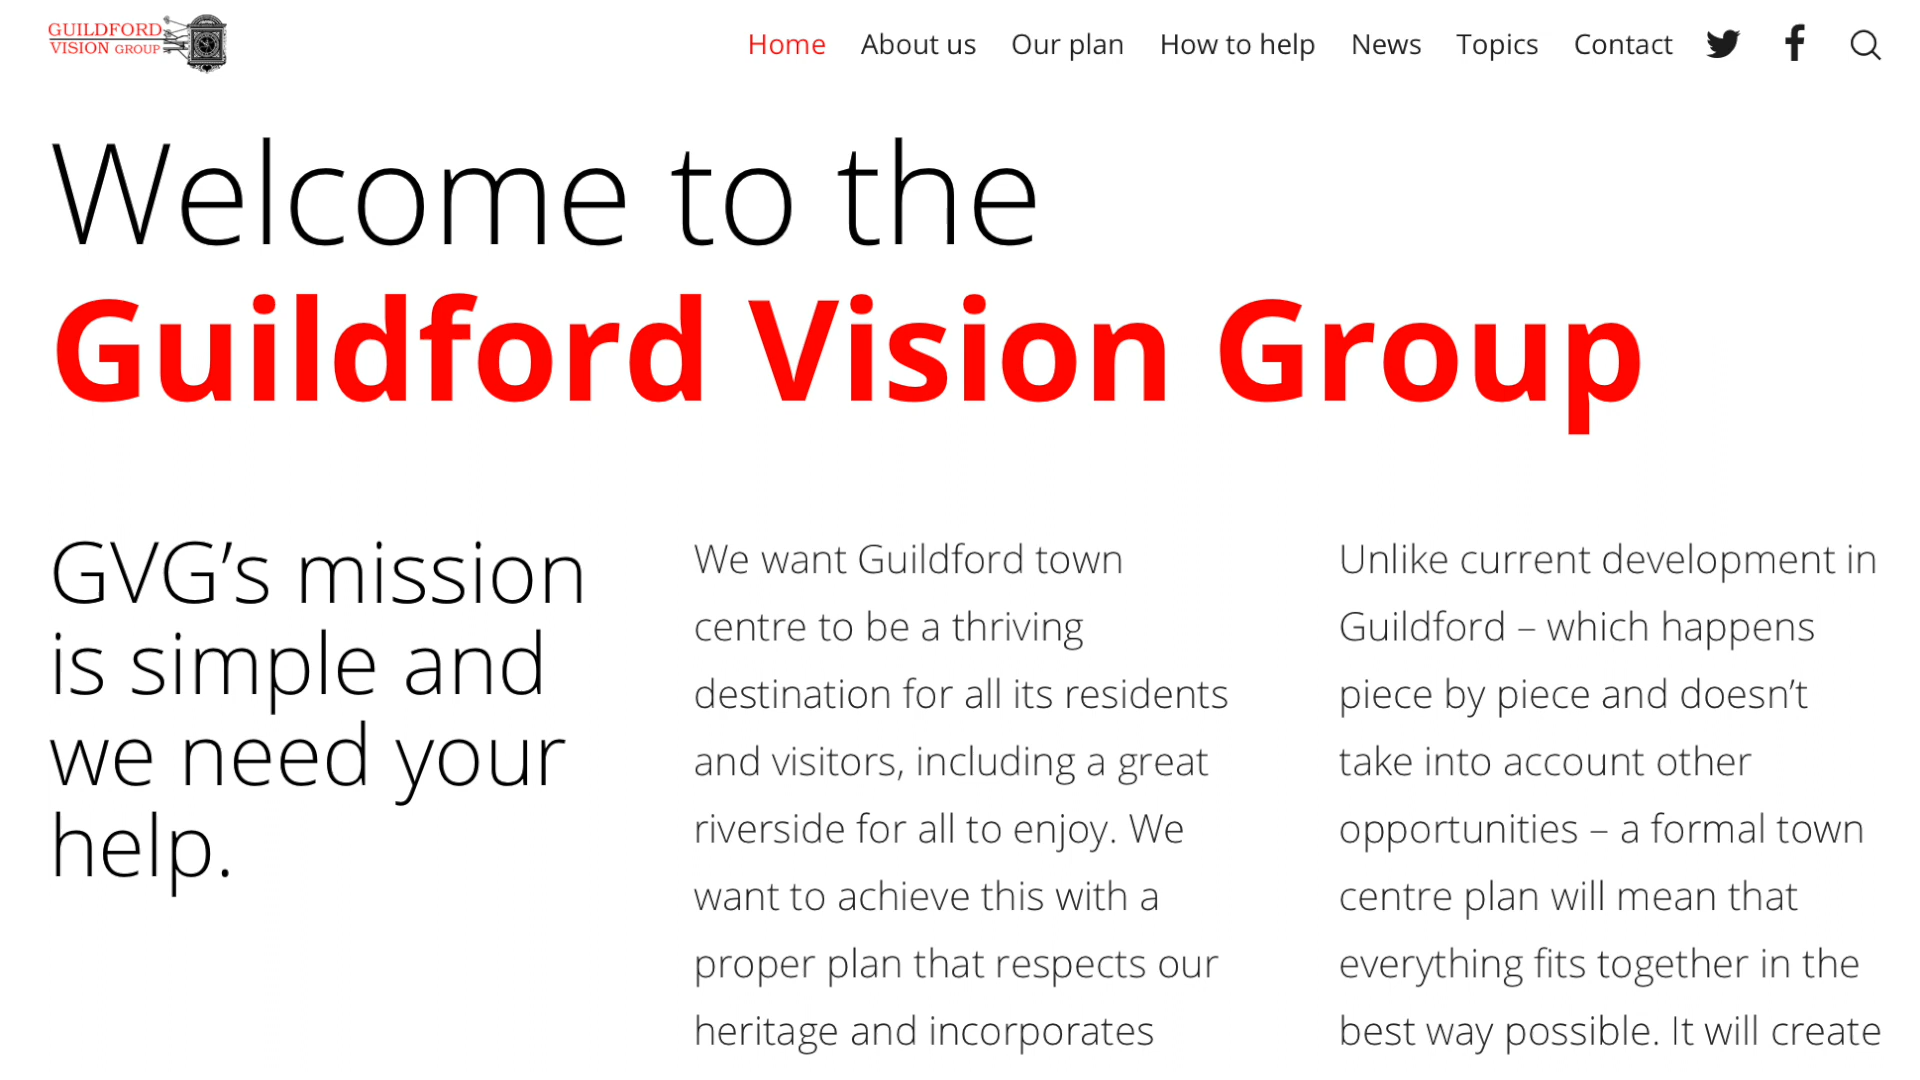 GUILDFORD
VISION GROUP
Home About us Our plan How to help News Topics Contact
Welcome to the
Guildford Vision Group
GVG’s mission
is simple and
we need your
help.
We want Guildford town
centre to be a thriving
destination for all its residents
and visitors, including a great
riverside for all to enjoy. We
want to achieve this with a
proper plan that respects our
heritage and incorporates
Unlike current development in
Guildford – which happens
piece by piece and doesn’t
take into account other
opportunities – a formal town
centre plan will mean that
everything fits together in the
best way possible. It will create